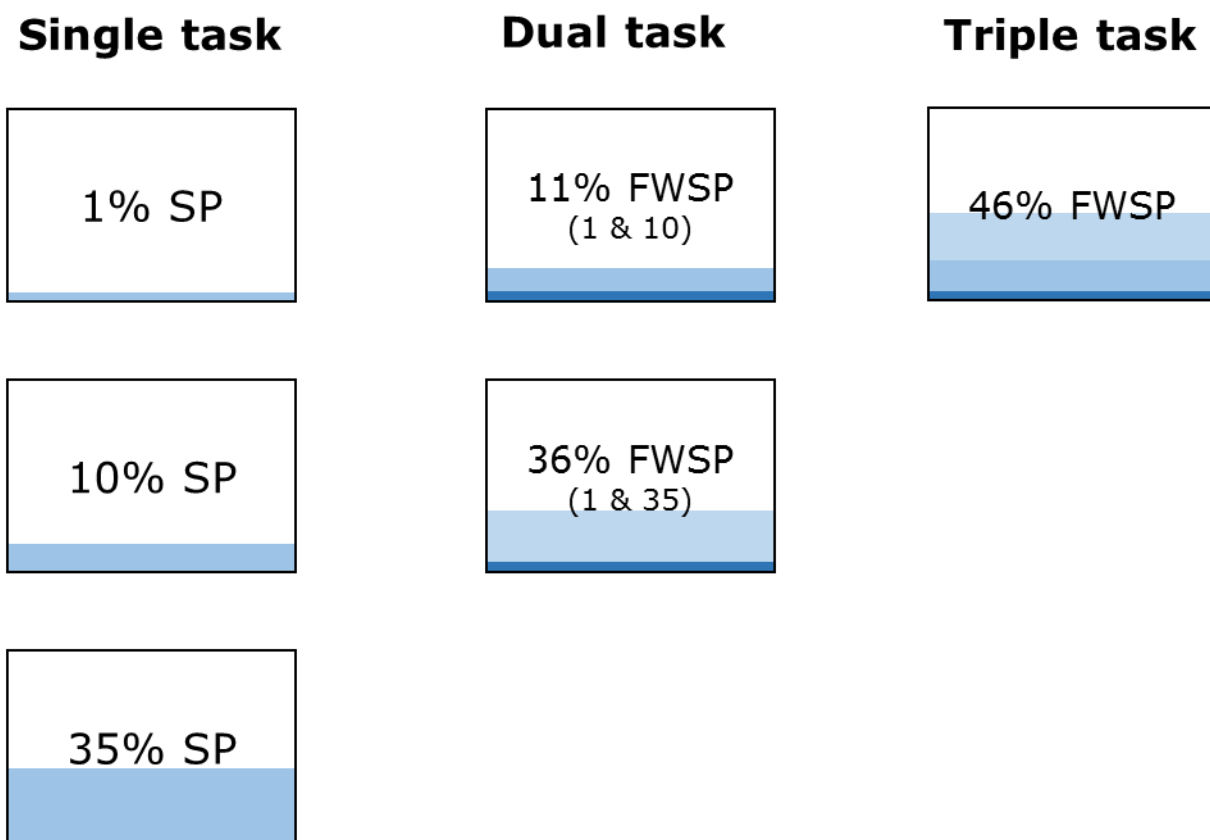 Single task
Dual task
Triple task
1% SP
11% FWSP
(1 & 10)
46% FWSP
10% SP
36% FWSP
(1 & 35)
35% SP